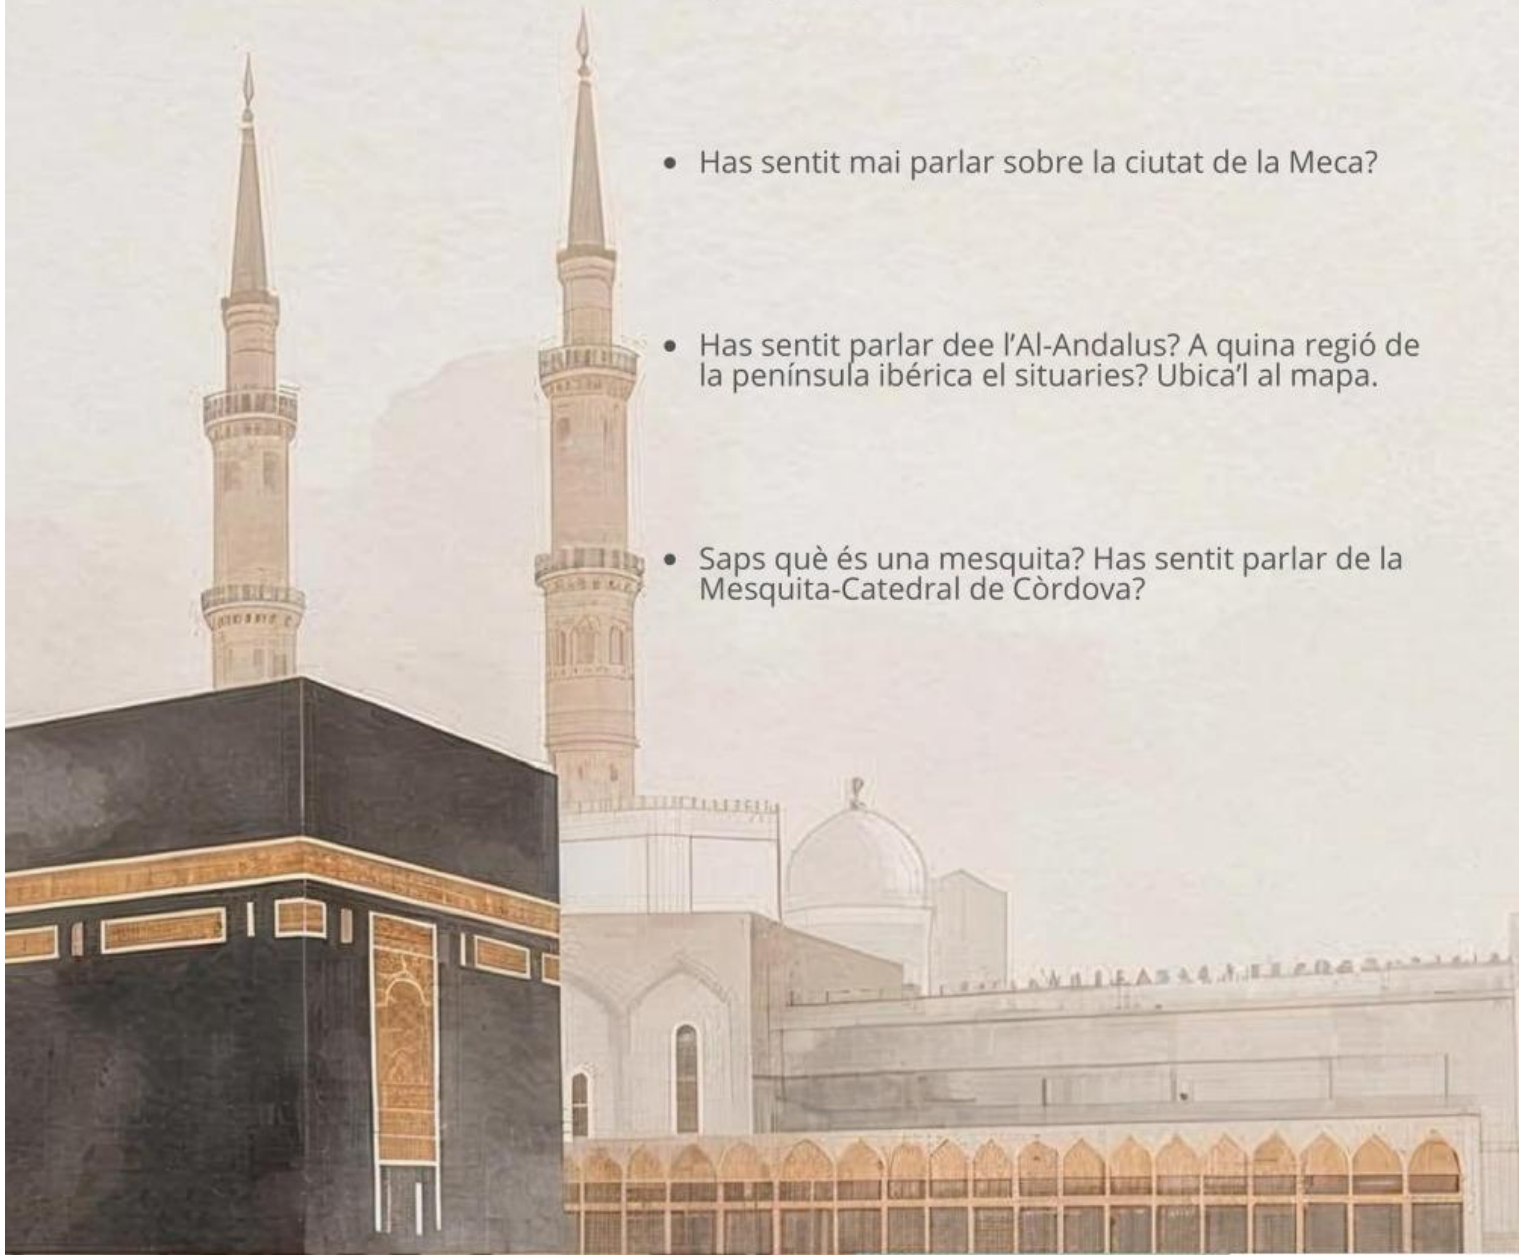 • Has sentit mai parlar sobre la ciutat de la Meca?
• Has sentit parlar dee l'Al-Andalus? A quina regió de
la península ibérica el situaries? Ubica'l al mapa.
• Saps què és una mesquita? Has sentit parlar de la
Mesquita-Catedral de Còrdova?